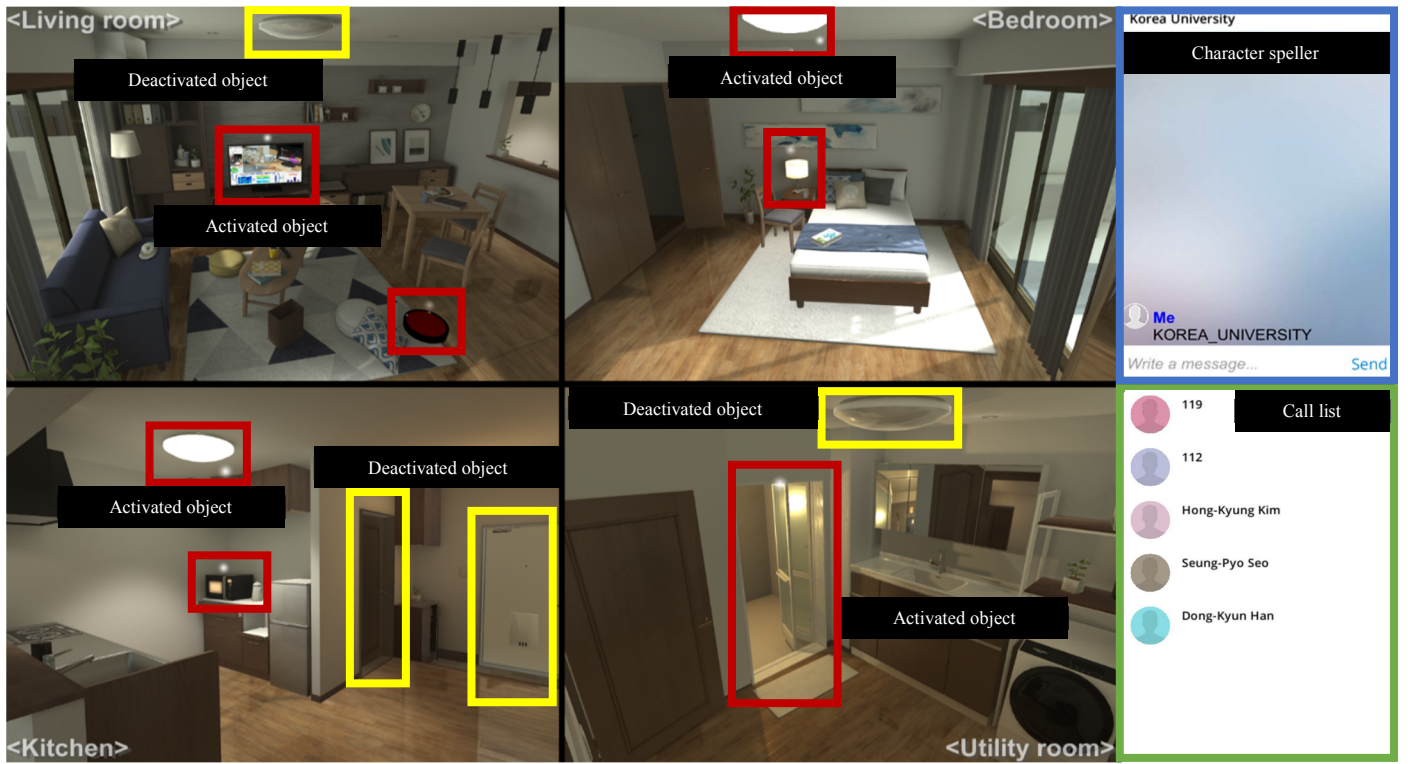 <Living room>
Deactivated object
Activated object
<Bedroom>
Activated object
Korea University
Character speller
Me
KOREA_UNIVERSITY
Write a message...
Send
Activated object
Deactivated object
<Kitchen>
Deactivated object
Activated object
<Utility room>
119
Call list
112
Hong-Kyung Kim
Seung-Pyo Seo
Dong-Kyun Han